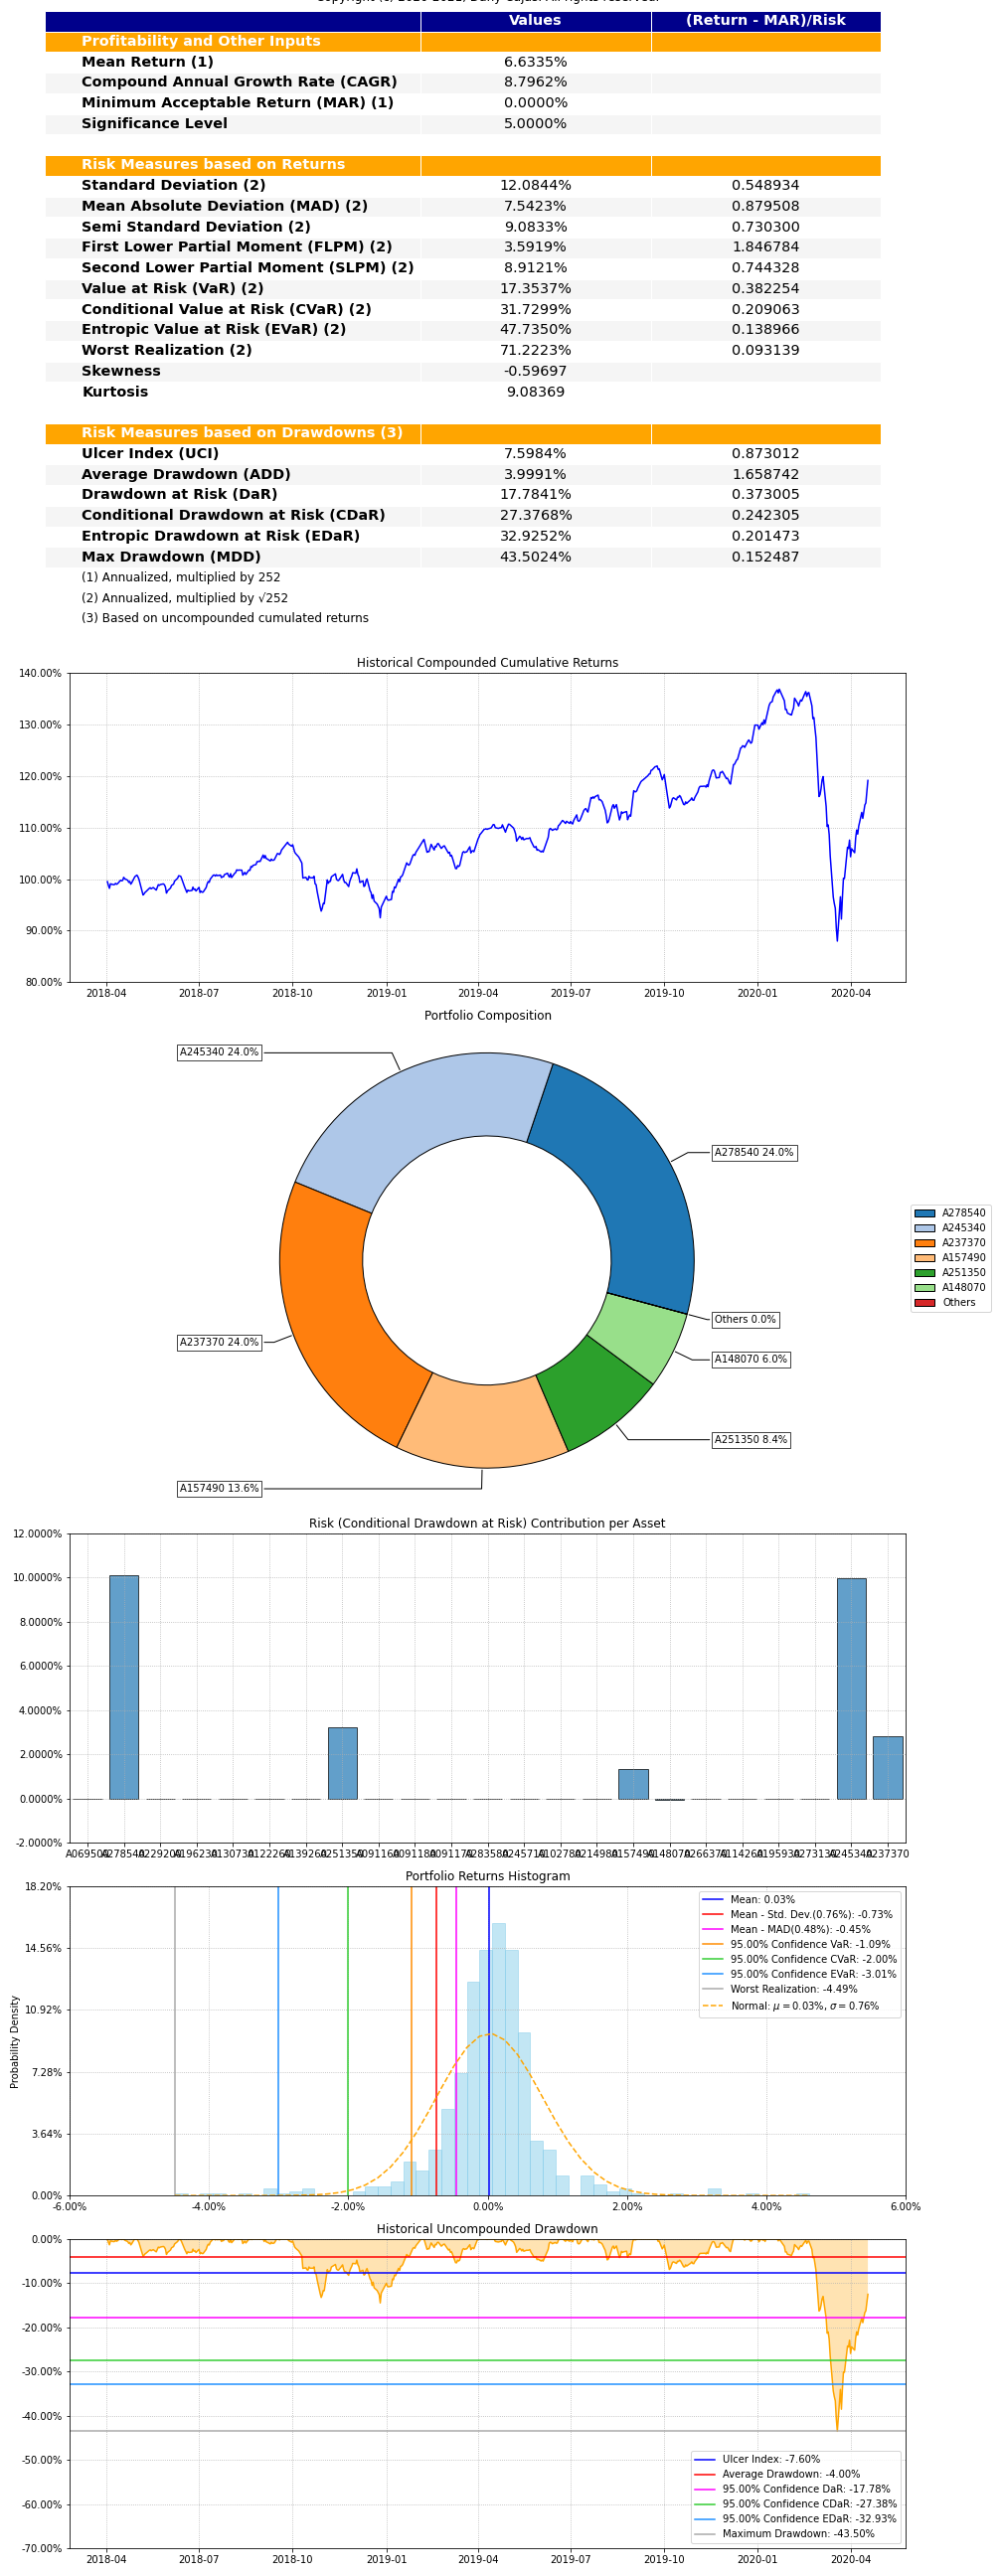 Values (Return - MAR)/Risk
Profitability and Other Inputs
Mean Return (1) 6.6335%
Compound Annual Growth Rate (CAGR) 8.7962%
Minimum Acceptable Return (MAR) (1) 0.0000%
Significance Level 5.0000%
Risk Measures based on Returns
Standard Deviation (2) 12.0844% 0.548934
Mean Absolute Deviation (MAD) (2) 7.5423% 0.879508
Semi Standard Deviation (2) 9.0833% 0.730300
First Lower Partial Moment (FLPM) (2) 3.5919% 1.846784
Second Lower Partial Moment (SLPM) (2) 8.9121% 0.744328
Value at Risk (VaR) (2) 17.3537% 0.382254
Conditional Value at Risk (CVaR) (2) 31.7299% 0.209063
Entropic Value at Risk (EVaR) (2) 47.7350% 0.138966
Worst Realization (2) 71.2223% 0.093139
Skewness -0.59697
Kurtosis 9.08369
Risk Measures based on Drawdowns (3)
Ulcer Index (UCI) 7.5984% 0.873012
Average Drawdown (ADD) 3.9991% 1.658742
Drawdown at Risk (DaR) 17.7841% 0.373005
Conditional Drawdown at Risk (CDaR) 27.3768% 0.242305
Entropic Drawdown at Risk (EDaR) 32.9252% 0.201473
Max Drawdown (MDD) 43.5024% 0.152487
(1) Annualized, multiplied by 252
(2) Annualized, multiplied by √252
(3) Based on uncompounded cumulated returns
Historical Compounded Cumulative Returns
140.00%
130.00%
120.00%
110.00%
100.00%
90.00%
80.00%
2018-04 2018-07 2018-10 2019-01 2019-04 2019-07 2019-10 2020-01 2020-04
Portfolio Composition
A245340 24.0%
A278540 24.0%
A237370 24.0%
Others 0.0%
A148070 6.0%
A251350 8.4%
A157490 13.6%
A278540
A245340
A237370
A157490
A251350
A148070
Others
Risk (Conditional Drawdown at Risk) Contribution per Asset
12.0000%
10.0000%
8.0000%
6.0000%
4.0000%
2.0000%
0.0000%
-2.0000%
A237370
Portfolio Returns Histogram
Probability Density
18.20%
14.56%
10.92%
7.28%
3.64%
0.00%
-6.00% -4.00% -2.00% 0.00% 2.00% 4.00% 6.00%
Mean: 0.03%
Mean - Std. Dev.(0.76%): -0.73%
Mean - MAD(0.48%): -0.45%
95.00% Confidence VaR: -1.09%
95.00% Confidence CVaR: -2.00%
95.00% Confidence EVaR: -3.01%
Worst Realization: -4.49%
Normal: μ = 0.03%, σ = 0.76%
Historical Uncompounded Drawdown
0.00%
-10.00%
-20.00%
-30.00%
-40.00%
-50.00%
-60.00%
-70.00%
Ulcer Index: -7.60%
Average Drawdown: -4.00%
95.00% Confidence DaR: -17.78%
95.00% Confidence CDaR: -27.38%
95.00% Confidence EDaR: -32.93%
Maximum Drawdown: -43.50%
2018-04 2018-07 2018-10 2019-01 2019-04 2019-07 2019-10 2020-01 2020-04